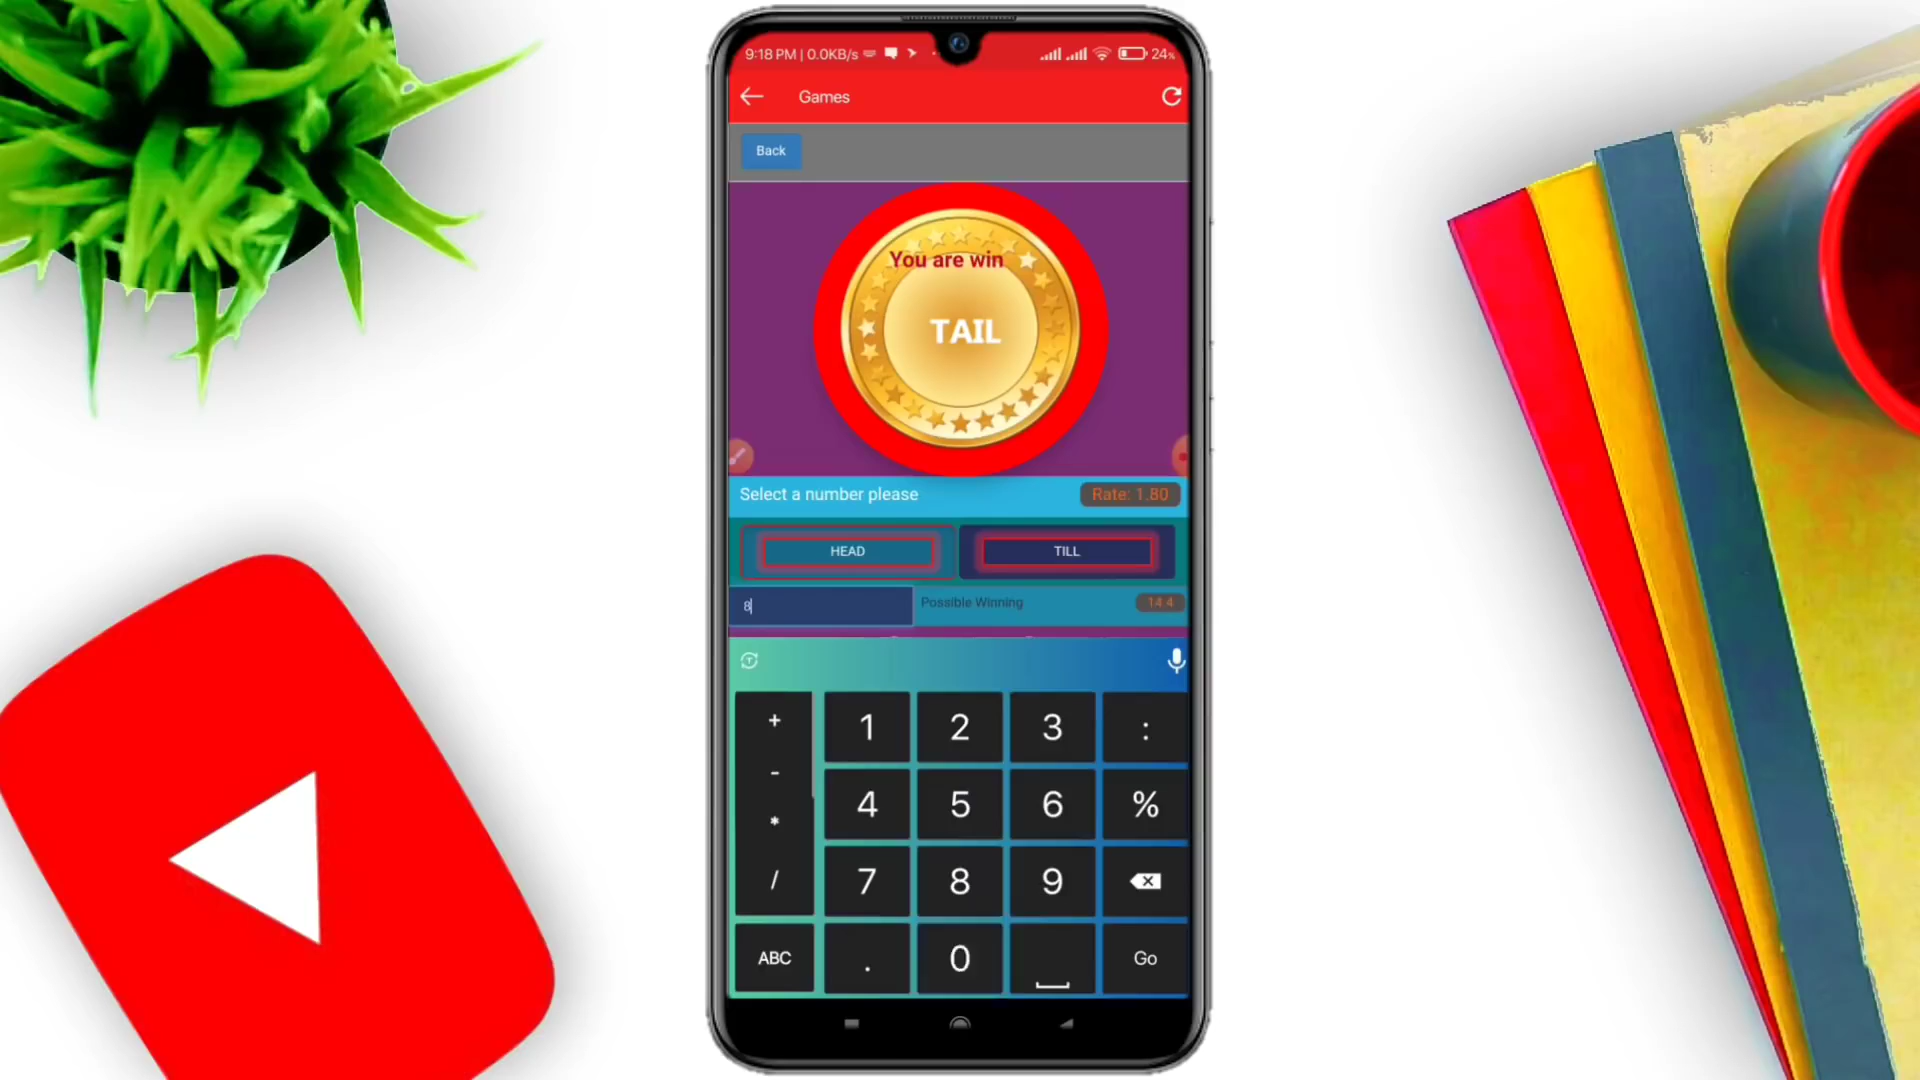 9:18 PM | 0.0KB/s
24%
Games
Back
You are win
TAIL
Select a number please
Rate: 1.80
HEAD
TILL
8
Possible Winning
14.4
+
1
2
3
:
-
4
5
6
%
*
7
8
9
/
ABC
.
0
Go